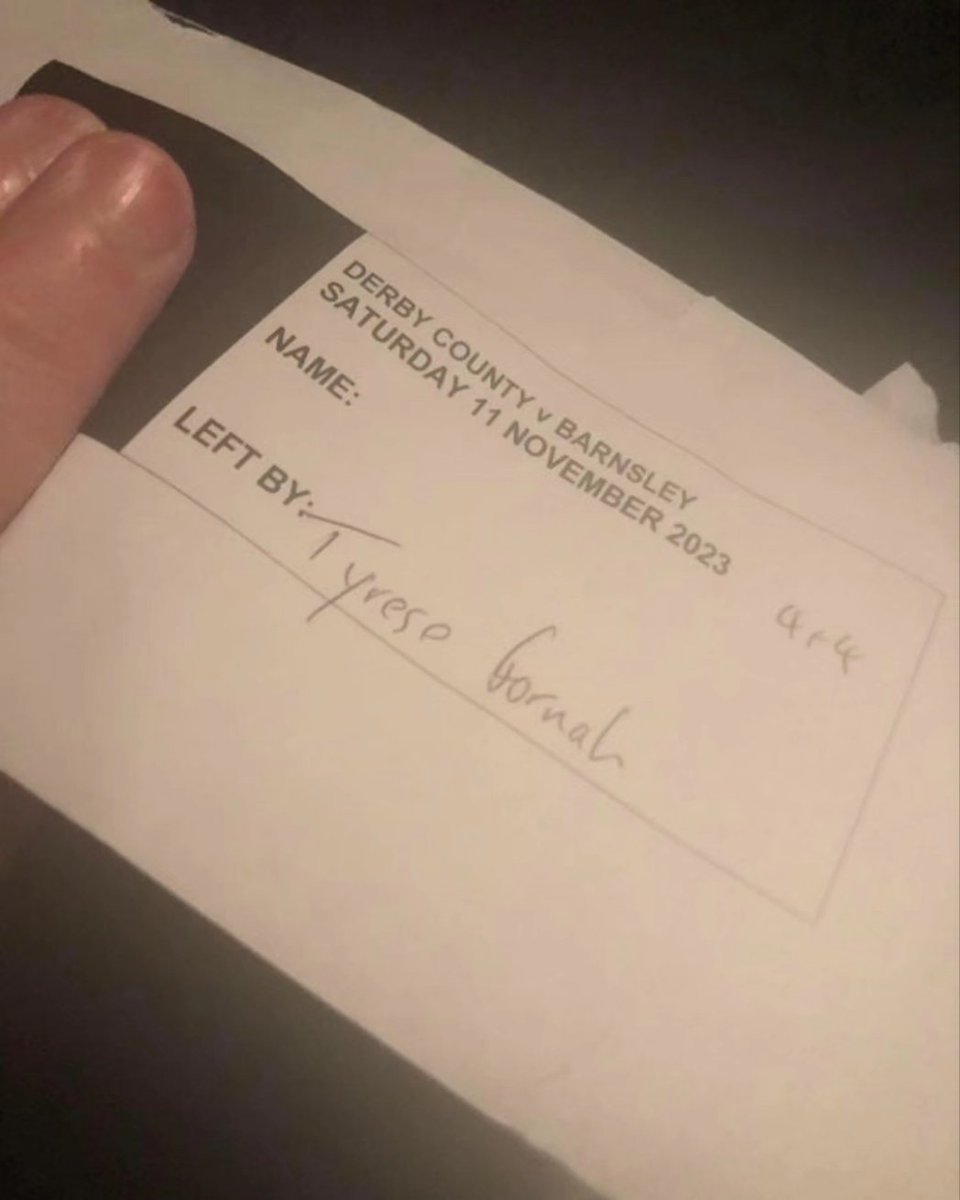 DERBY COUNTY v BARNSLEY
SATURDAY 11 NOVEMBER 2023
NAME:
4+4
LEFT BY: Tyrese Fornah